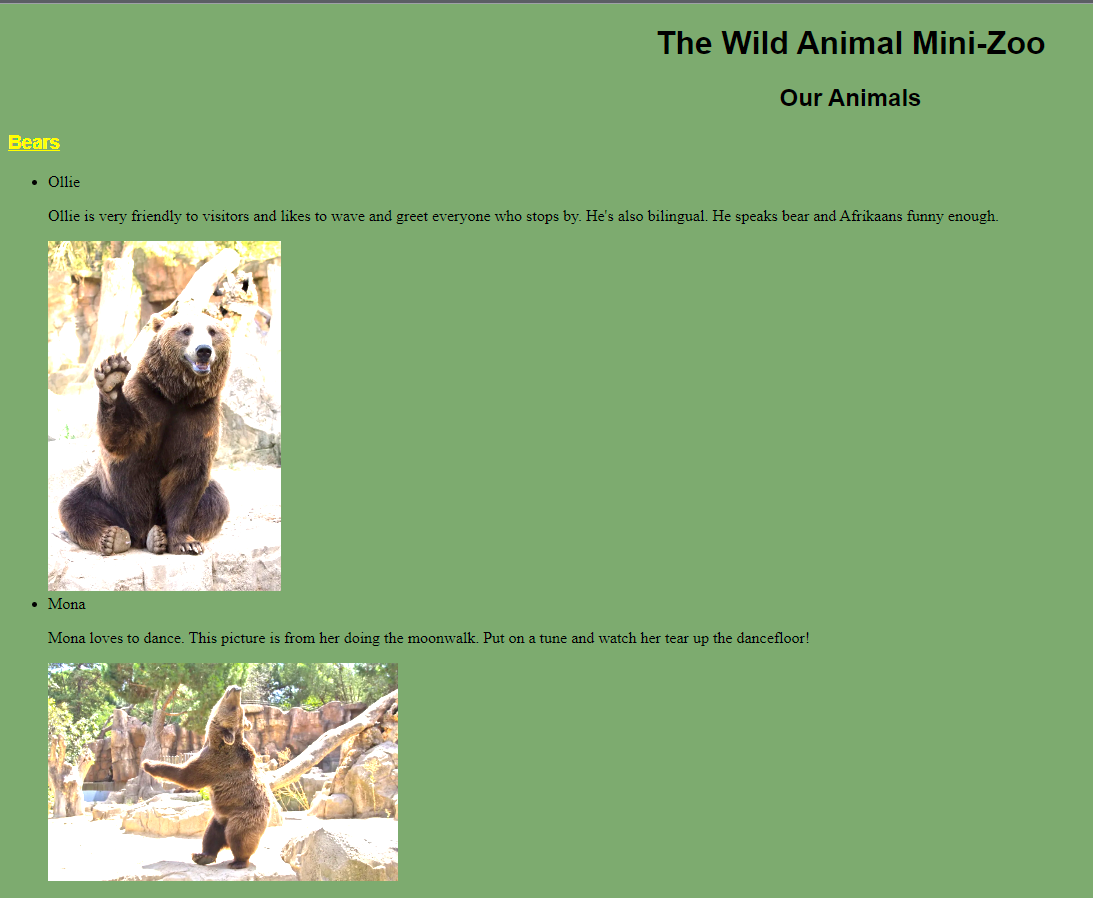 The Wild Animal Mini-Zoo
Our Animals
Bears
Ollie
Ollie is very friendly to visitors and likes to wave and greet everyone who stops by. He's also bilingual. He speaks bear and Afrikaans funny enough.
Mona
Mona loves to dance. This picture is from her doing the moonwalk. Put on a tune and watch her tear up the dancefloor!